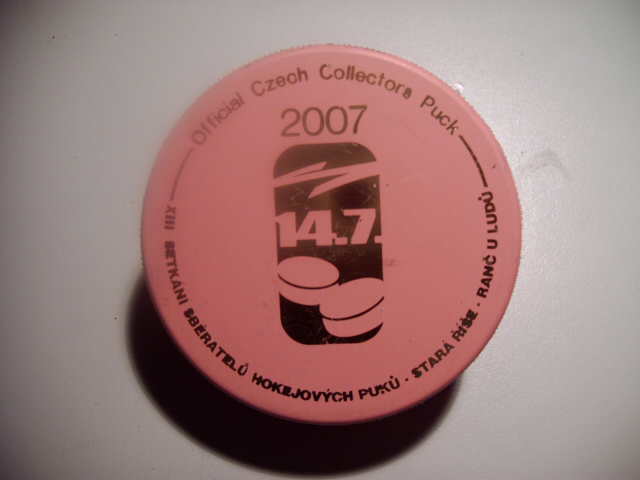 Official Czech Collectors Puck
2007
14.7.
XIII SETKÁNÍ SBĚRATELŮ HOKEJOVÝCH PUKŮ · STARÁ ŘÍŠE · RANČ U LUDŮ